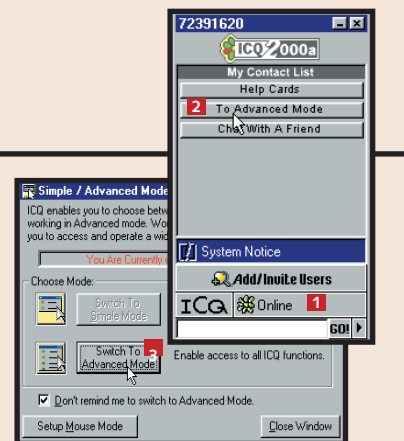 72391620
ICQ 2000a
My Contact List
Help Cards
2 To Advanced Mode
Chat With A Friend
System Notice
Add/Invite Users
ICQ Online 1
GO!
Simple / Advanced Mode
ICQ enables you to choose
working in Advanced mode.
you to access and operate a
You Are Currently
Choose Mode:
Switch To
Simple Mode
Switch To 3
Advanced Mode
Enable access to all ICQ functions.
Don't remind me to switch to Advanced Mode.
Setup Mouse Mode
Close Window